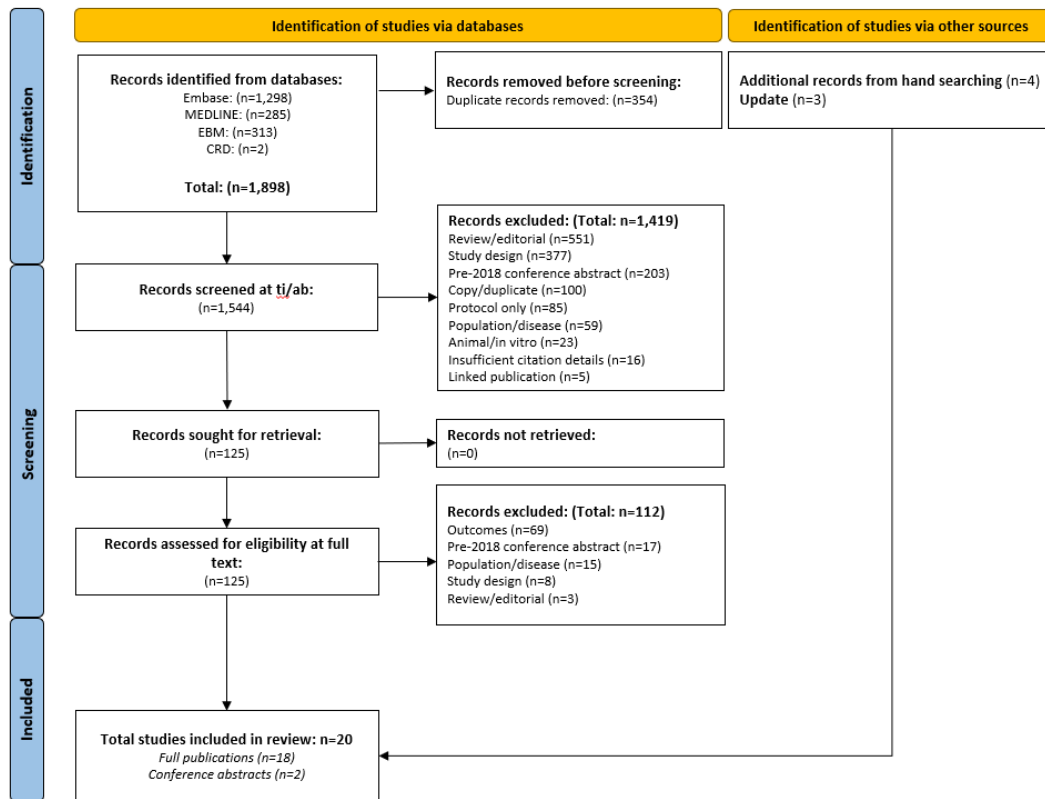 Identification of studies via databases
Identification of studies via other sources
Identification
Records identified from databases:
Embase: (n=1,298)
MEDLINE: (n=285)
EBM: (n=313)
CRD: (n=2)
Total: (n=1,898)
Records removed before screening:
Duplicate records removed: (n=354)
Additional records from hand searching (n=4)
Update (n=3)
Screening
Records screened at ti/ab:
(n=1,544)
Records excluded: (Total: n=1,419)
Review/editorial (n=551)
Study design (n=377)
Pre-2018 conference abstract (n=203)
Copy/duplicate (n=100)
Protocol only (n=85)
Population/disease (n=59)
Animal/in vitro (n=23)
Insufficient citation details (n=16)
Linked publication (n=5)
Records sought for retrieval:
(n=125)
Records not retrieved:
(n=0)
Records assessed for eligibility at full
text:
(n=125)
Records excluded: (Total: n=112)
Outcomes (n=69)
Pre-2018 conference abstract (n=17)
Population/disease (n=15)
Study design (n=8)
Review/editorial (n=3)
Included
Total studies included in review: n=20
Full publications (n=18)
Conference abstracts (n=2)